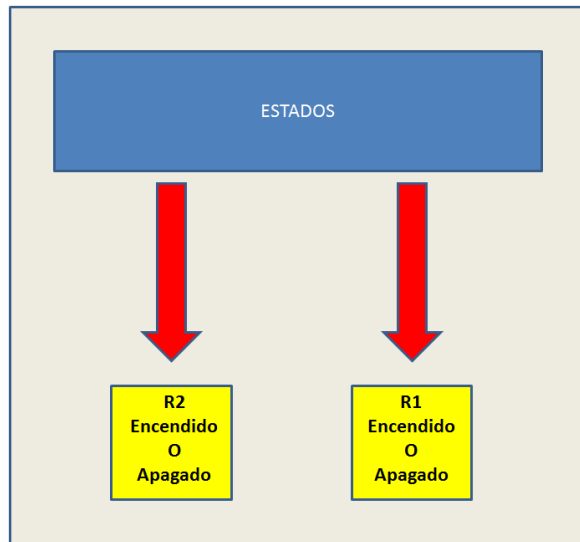 ESTADOS
R2
Encendido
O
Apagado
R1
Encendido
O
Apagado